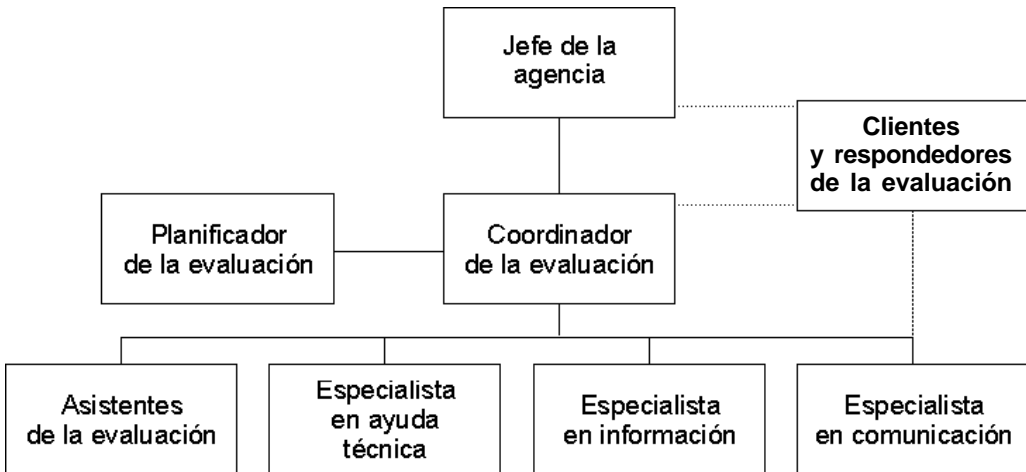 Jefe de la
agencia
Clientes
y respondedores
de la evaluación
Planificador
de la evaluación
Coordinador
de la evaluación
Asistentes
de la evaluación
Especialista
en ayuda
técnica
Especialista
en información
Especialista
en comunicación